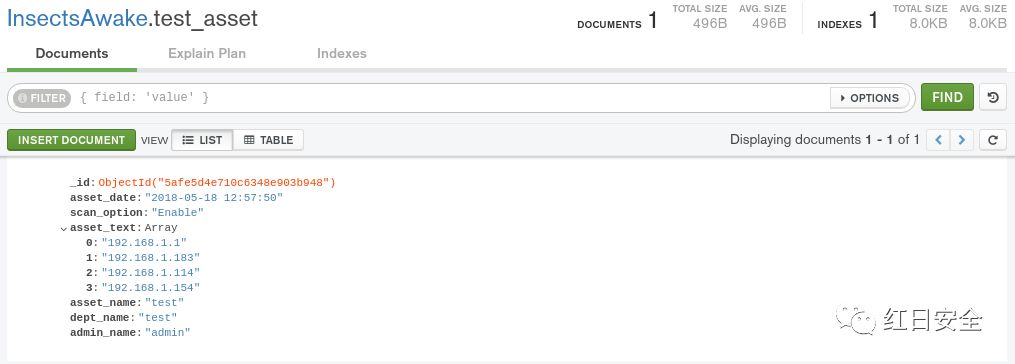 InsectsAwake.test_asset
DOCUMENTS 1 TOTAL SIZE 496B AVG. SIZE 496B INDEXES 1 TOTAL SIZE 8.0KB AVG. SIZE 8.0KB
Documents Explain Plan Indexes
FILTER { field: 'value' } OPTIONS FIND
INSERT DOCUMENT VIEW LIST TABLE Displaying documents 1 - 1 of 1
_id: ObjectId("5afe5d4e710c6348e903b948")
asset_date: "2018-05-18 12:57:50"
scan_option: "Enable"
asset_text: Array
0: "192.168.1.1"
1: "192.168.1.183"
2: "192.168.1.114"
3: "192.168.1.154"
asset_name: "test"
dept_name: "test"
admin_name: "admin"
红日安全